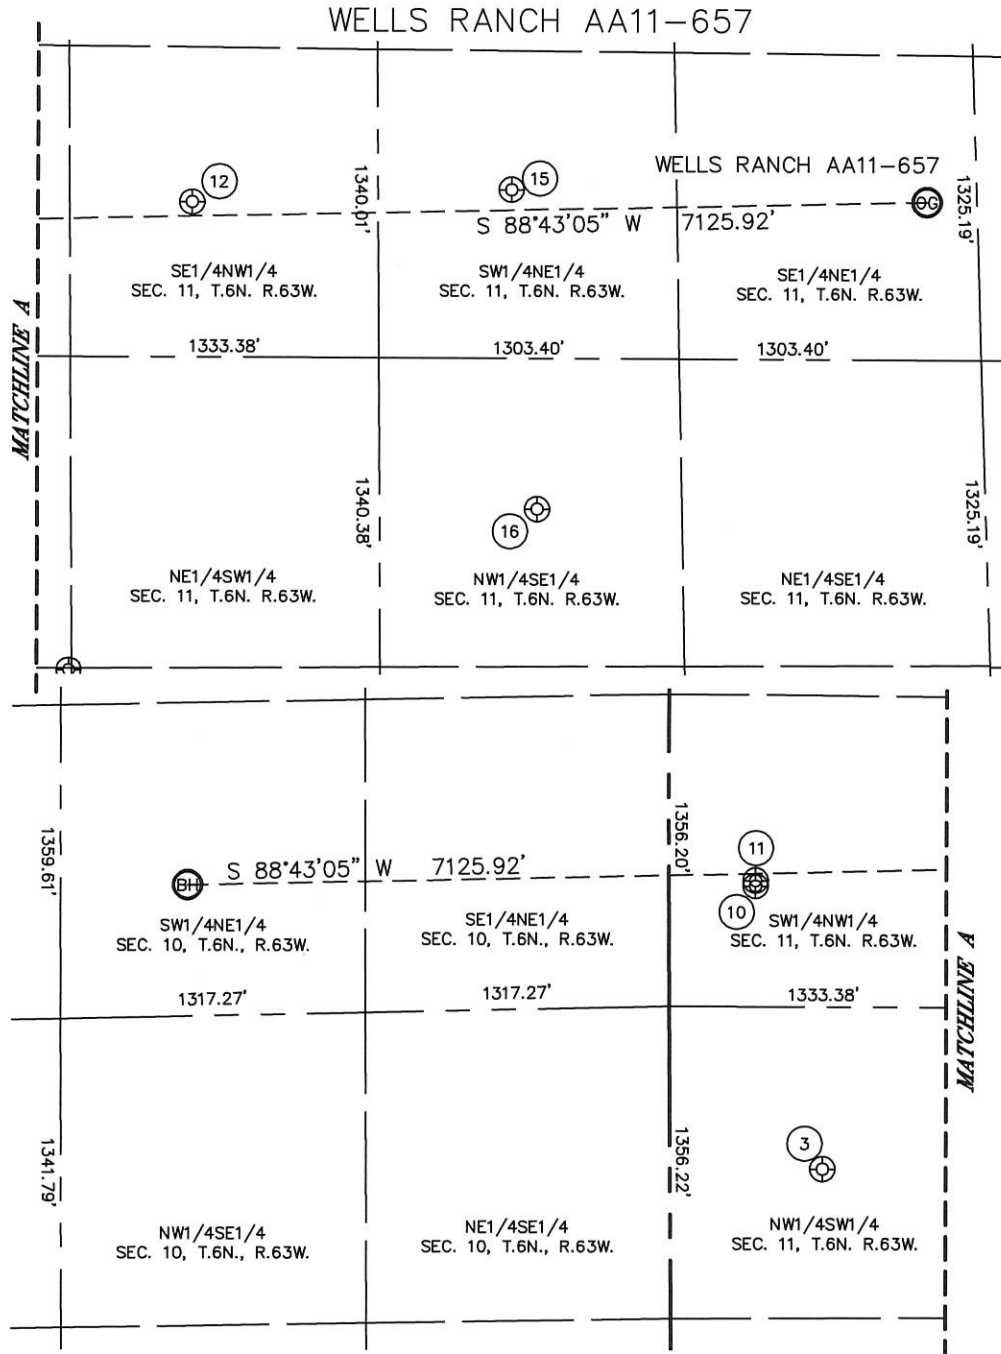 WELLS RANCH AA11-657
WELLS RANCH AA11-657
12
15
OG
1340.01'
1325.19'
S 88°43'05" W 7125.92'
SE1/4NW1/4
SEC. 11, T.6N. R.63W.
SW1/4NE1/4
SEC. 11, T.6N. R.63W.
SE1/4NE1/4
SEC. 11, T.6N. R.63W.
MATCHLINE A
1333.38'
1303.40'
1303.40'
1340.38'
16
1325.19'
NE1/4SW1/4
SEC. 11, T.6N. R.63W.
NW1/4SE1/4
SEC. 11, T.6N. R.63W.
NE1/4SE1/4
SEC. 11, T.6N. R.63W.
1359.61'
1356.20'
11
S 88°43'05" W 7125.92'
BH
10
SW1/4NE1/4
SEC. 10, T.6N., R.63W.
SE1/4NE1/4
SEC. 10, T.6N., R.63W.
SW1/4NW1/4
SEC. 11, T.6N. R.63W.
MATCHLINE A
1317.27'
1317.27'
1333.38'
1341.79'
1356.22'
3
NW1/4SE1/4
SEC. 10, T.6N., R.63W.
NE1/4SE1/4
SEC. 10, T.6N., R.63W.
NW1/4SW1/4
SEC. 11, T.6N. R.63W.